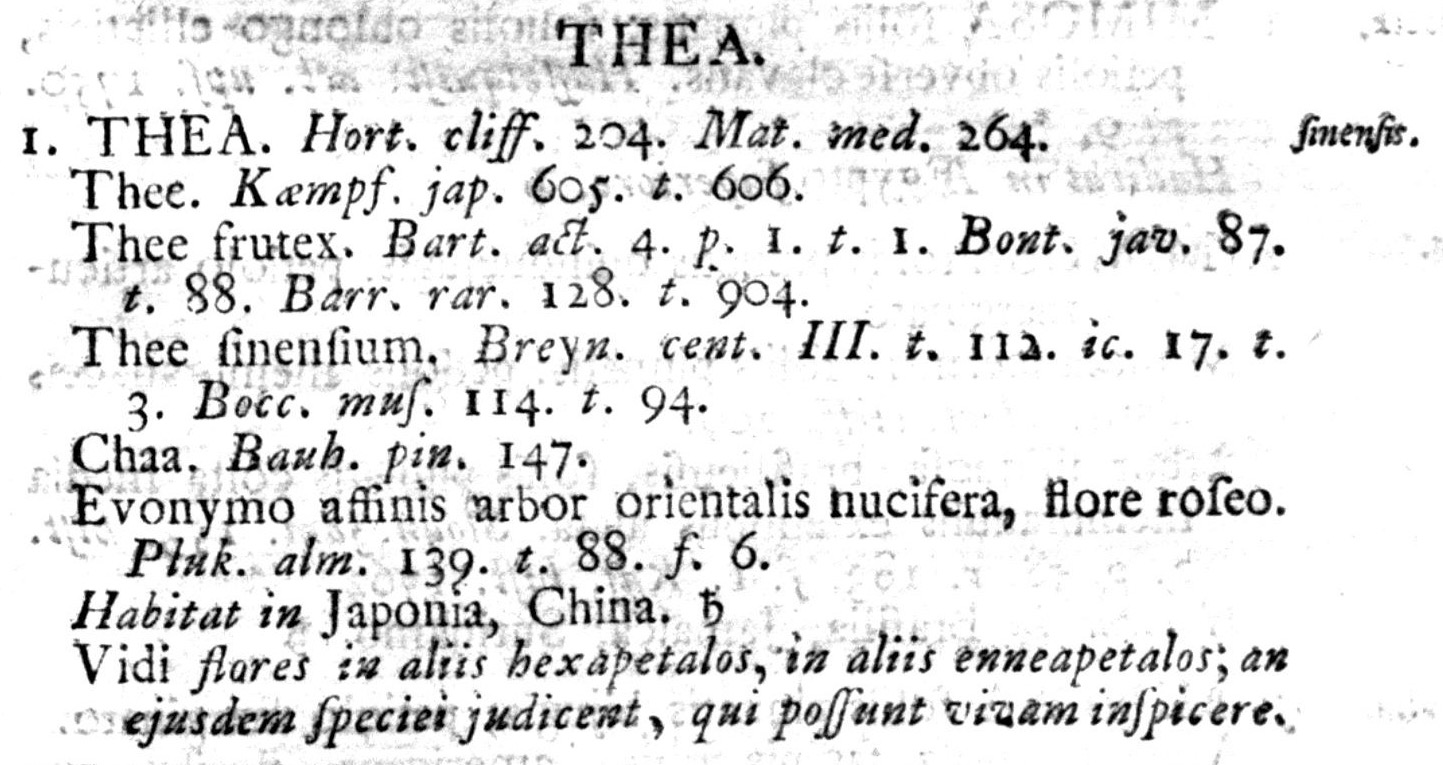 THEA.
1. THEA. Hort. cliff. 204. Mat. med. 264. ſinenſis.
Thee. Kæmpf. jap. 605. t. 606.
Thee frutex. Bart. act. 4. p. 1. t. 1. Bont. jav. 87.
t. 88. Barr. rar. 128. t. 904.
Thee ſinenſium. Breyn. cent. III. t. 112. ic. 17. t.
3. Bocc. muſ. 114. t. 94.
Chaa. Bauh. pin. 147.
Evonymo affinis arbor orientalis nucifera, flore roſeo.
Pluk. alm. 139. t. 88. f. 6.
Habitat in Japonia, China. ♄
Vidi flores in aliis hexapetalos, in aliis enneapetalos; an
ejusdem ſpeciei judicent, qui poſſunt vivam inſpicere.